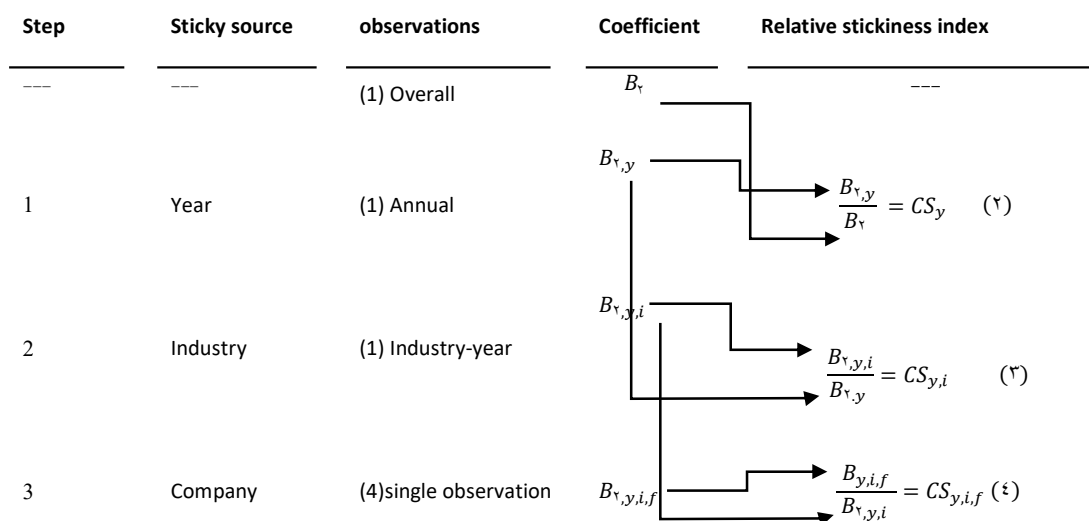 Step Sticky source observations Coefficient Relative stickiness index
--- --- (1) Overall B٢ ---
B٢,y
1 Year (1) Annual B٢,y / B٢ = CSy (٢)
B٢,y,i
2 Industry (1) Industry-year B٢,y,i / B٢.y = CSy,i (٣)
3 Company (4)single observation B٢,y,i,f By,i,f / B٢,y,i = CSy,i,f (٤)